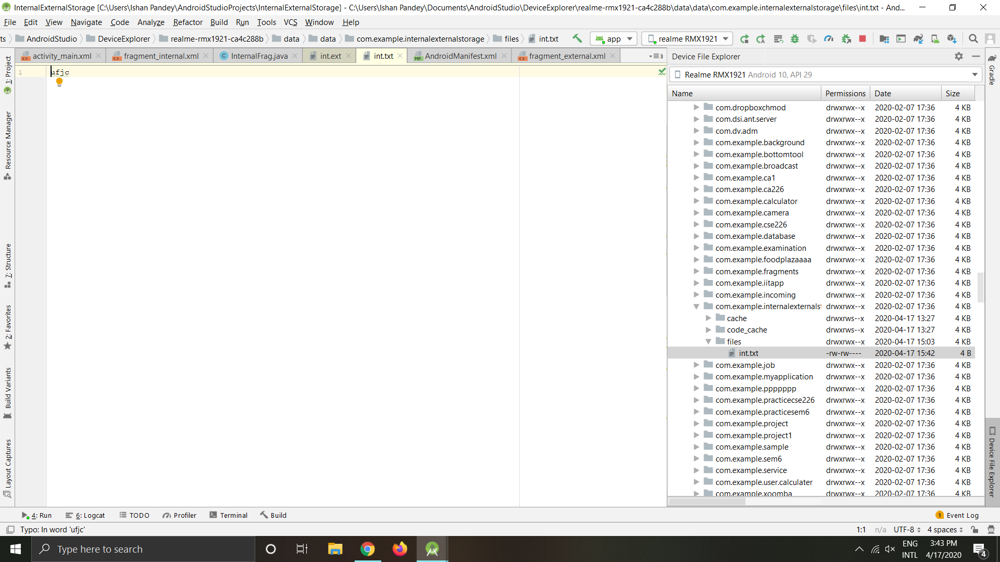 InternalExternalStorage [C:\Users\Ishan Pandey\AndroidStudioProjects\InternalExternalStorage] - C:\Users\Ishan Pandey\Documents\AndroidStudio\DeviceExplorer\realme-rmx1921-ca4c288b\data\data\com.example.internalexternalstorage\files\int.txt - And...
File Edit View Navigate Code Analyze Refactor Build Run Tools VCS Window Help
ts AndroidStudio DeviceExplorer realme-rmx1921-ca4c288b data data com.example.internalexternalstorage files int.txt app realme RMX1921
activity_main.xml fragment_internal.xml InternalFrag.java int.ext int.txt AndroidManifest.xml fragment_external.xml 3
1 ufjc
1: Project
Resource Manager
7: Structure
2: Favorites
Build Variants
Layout Captures
Device File Explorer
Realme RMX1921 Android 10, API 29
Name Permissions Date Size
com.dropboxchmod drwxrwx--x 2020-02-07 17:36 4 KB
com.dsi.ant.server drwxrwx--x 2020-02-07 17:36 4 KB
com.dv.adm drwxrwx--x 2020-02-07 17:36 4 KB
com.example.background drwxrwx--x 2020-02-07 17:36 4 KB
com.example.bottomtool drwxrwx--x 2020-02-07 17:36 4 KB
com.example.broadcast drwxrwx--x 2020-02-07 17:36 4 KB
com.example.ca1 drwxrwx--x 2020-02-07 17:36 4 KB
com.example.ca226 drwxrwx--x 2020-02-07 17:36 4 KB
com.example.calculator drwxrwx--x 2020-02-07 17:36 4 KB
com.example.camera drwxrwx--x 2020-02-07 17:36 4 KB
com.example.cse226 drwxrwx--x 2020-02-07 17:36 4 KB
com.example.database drwxrwx--x 2020-02-07 17:36 4 KB
com.example.examination drwxrwx--x 2020-02-07 17:36 4 KB
com.example.foodplazaaaa drwxrwx--x 2020-02-07 17:36 4 KB
com.example.fragments drwxrwx--x 2020-02-07 17:36 4 KB
com.example.iitapp drwxrwx--x 2020-02-07 17:36 4 KB
com.example.incoming drwxrwx--x 2020-02-07 17:36 4 KB
com.example.internalexternalst drwxrwx--x 2020-02-07 17:36 4 KB
cache drwxrws--x 2020-04-17 13:27 4 KB
code_cache drwxrws--x 2020-04-17 13:27 4 KB
files drwxrwx--x 2020-04-17 15:03 4 KB
int.txt -rw-rw---- 2020-04-17 15:42 4 B
com.example.job drwxrwx--x 2020-02-07 17:36 4 KB
com.example.myapplication drwxrwx--x 2020-02-07 17:36 4 KB
com.example.ppppppp drwxrwx--x 2020-02-07 17:36 4 KB
com.example.practicecse226 drwxrwx--x 2020-02-07 17:36 4 KB
com.example.practicesem6 drwxrwx--x 2020-02-07 17:36 4 KB
com.example.project drwxrwx--x 2020-02-07 17:36 4 KB
com.example.project1 drwxrwx--x 2020-02-07 17:36 4 KB
com.example.sample drwxrwx--x 2020-02-07 17:36 4 KB
com.example.sem6 drwxrwx--x 2020-02-07 17:36 4 KB
com.example.service drwxrwx--x 2020-02-07 17:36 4 KB
com.example.user.calculater drwxrwx--x 2020-02-07 17:36 4 KB
com.example.xoomba drwxrwx--x 2020-02-07 17:36 4 KB
Gradle
Device File Explorer
4: Run 6: Logcat TODO Profiler Terminal Build 1 Event Log
Typo: In word 'ufjc' 1:1 n/a UTF-8 4 spaces
Type here to search ENG 3:43 PM
INTL 4/17/2020 4